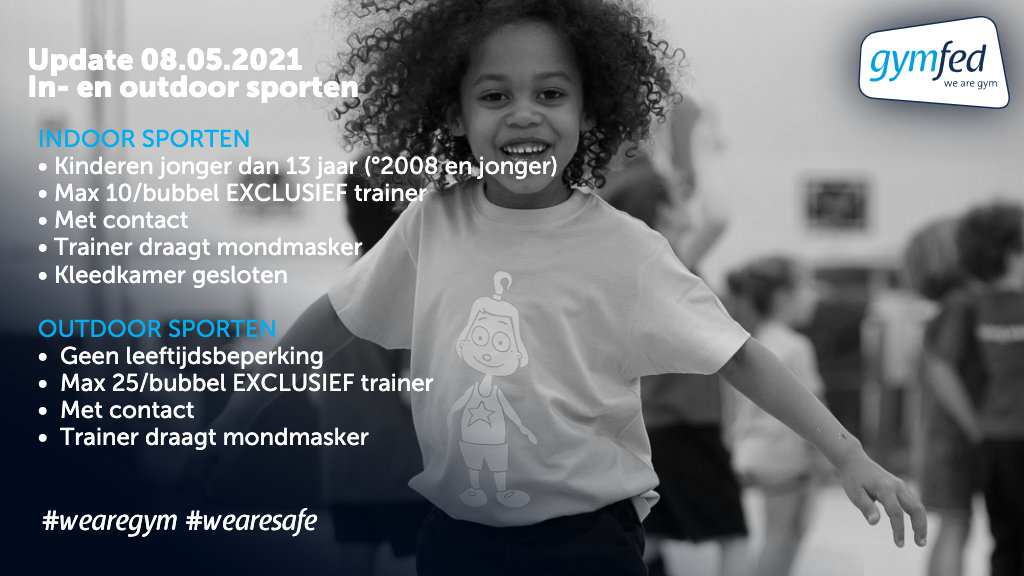 Update 08.05.2021
In- en outdoor sporten
gymfed
we are gym
INDOOR SPORTEN
• Kinderen jonger dan 13 jaar (°2008 en jonger)
• Max 10/bubbel EXCLUSIEF trainer
• Met contact
• Trainer draagt mondmasker
• Kleedkamer gesloten
OUTDOOR SPORTEN
• Geen leeftijdsbeperking
• Max 25/bubbel EXCLUSIEF trainer
• Met contact
• Trainer draagt mondmasker
#wearegym #wearesafe